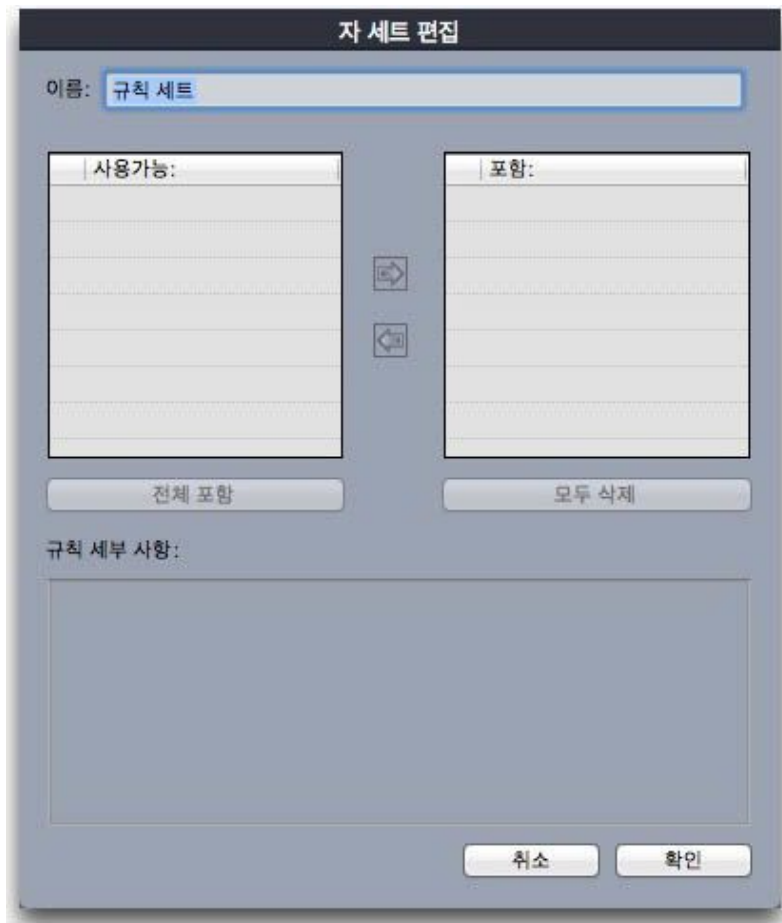 자 세트 편집
이름: 규칙 세트
사용가능:
포함:
전체 포함
모두 삭제
규칙 세부 사항:
취소
확인